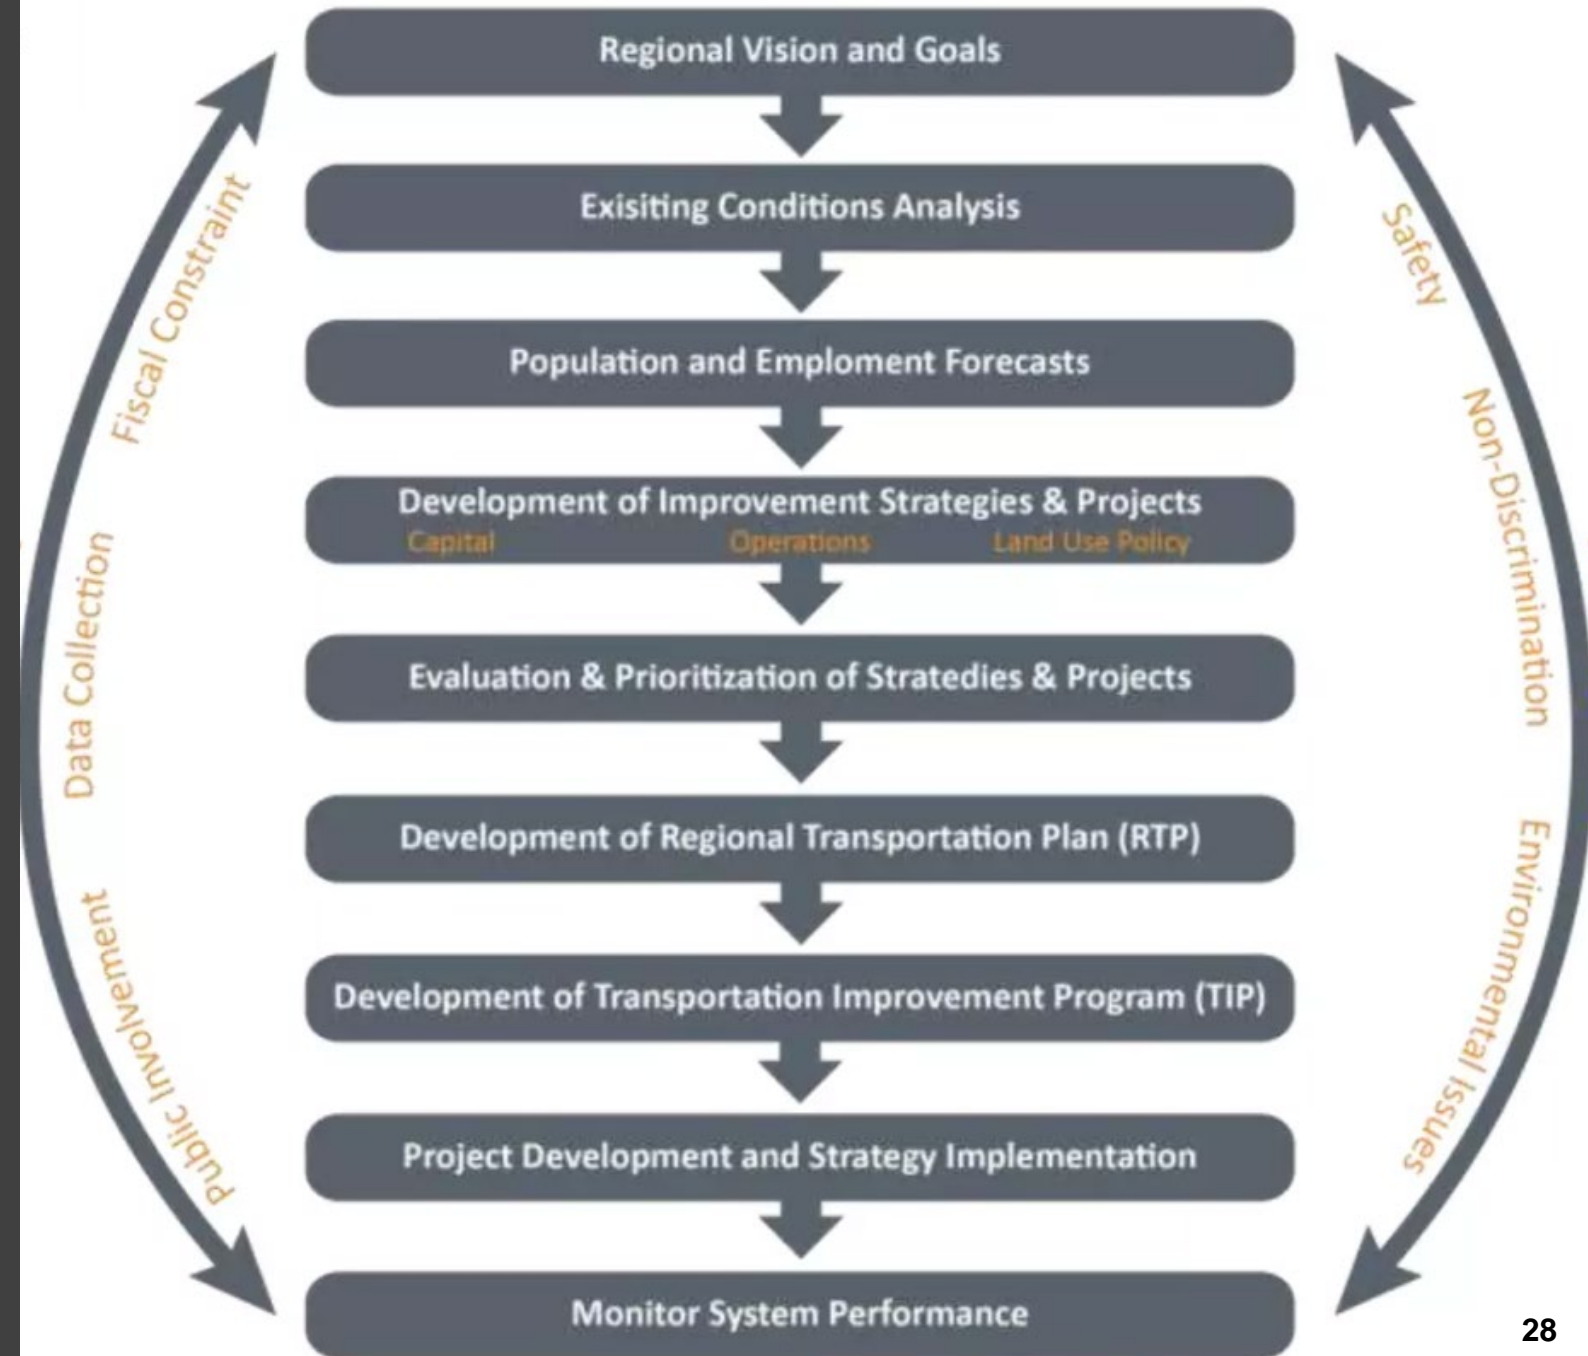 Regional Vision and Goals
Exisiting Conditions Analysis
Population and Emploment Forecasts
Development of Improvement Strategies & Projects
Capital Operations Land Use Policy
Evaluation & Prioritization of Stratedies & Projects
Development of Regional Transportation Plan (RTP)
Development of Transportation Improvement Program (TIP)
Project Development and Strategy Implementation
Monitor System Performance
Fiscal Constraint
Data Collection
Public Involvement
Safety
Non-Discrimination
Environmental Issues
28